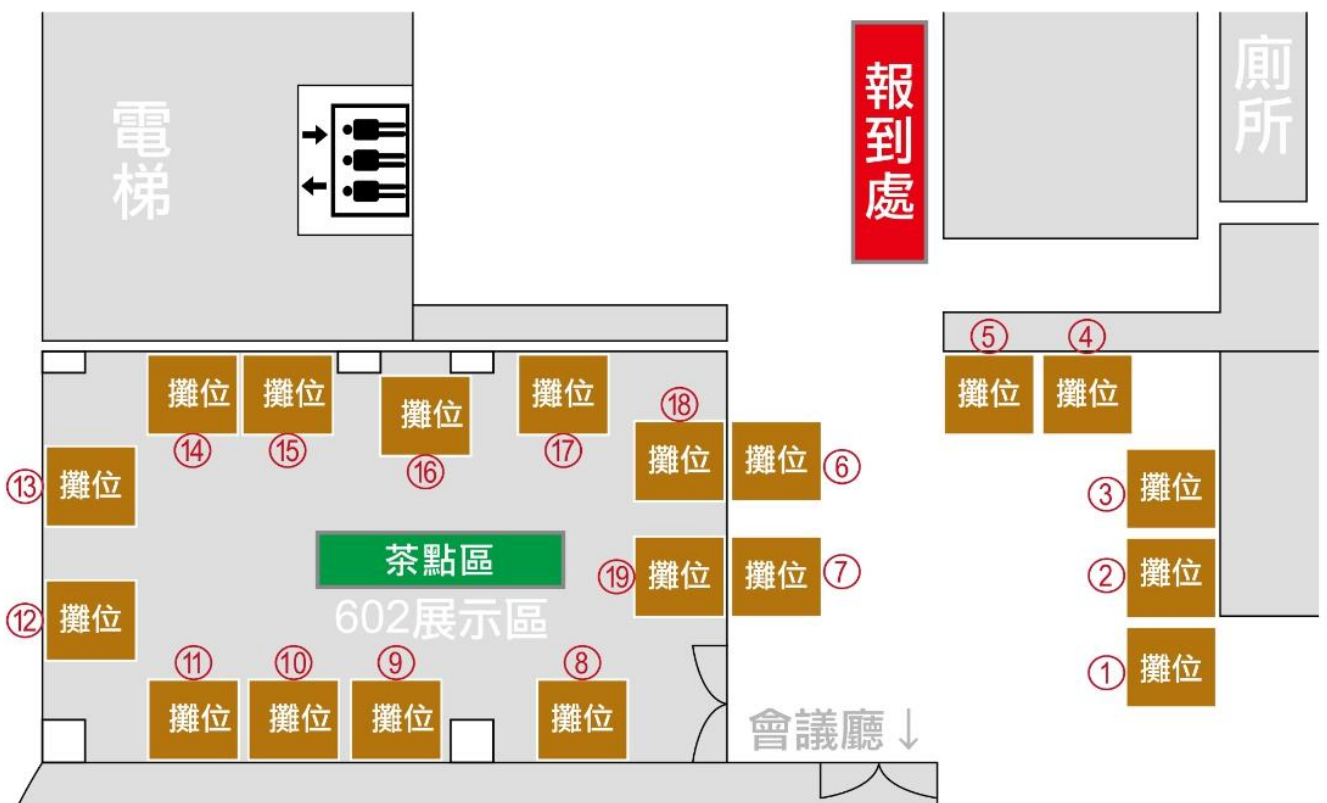 電梯
報到處
廁所
⑤ ④
攤位 攤位
攤位 攤位 攤位 攤位
⑭ ⑮ ⑯ ⑰
⑱
攤位 攤位 ⑥
⑬ 攤位
③ 攤位
茶點區
602展示區
⑲ 攤位 攤位 ⑦
② 攤位
⑫ 攤位
⑪ ⑩ ⑨ ⑧
攤位 攤位 攤位 攤位
① 攤位
會議廳↓